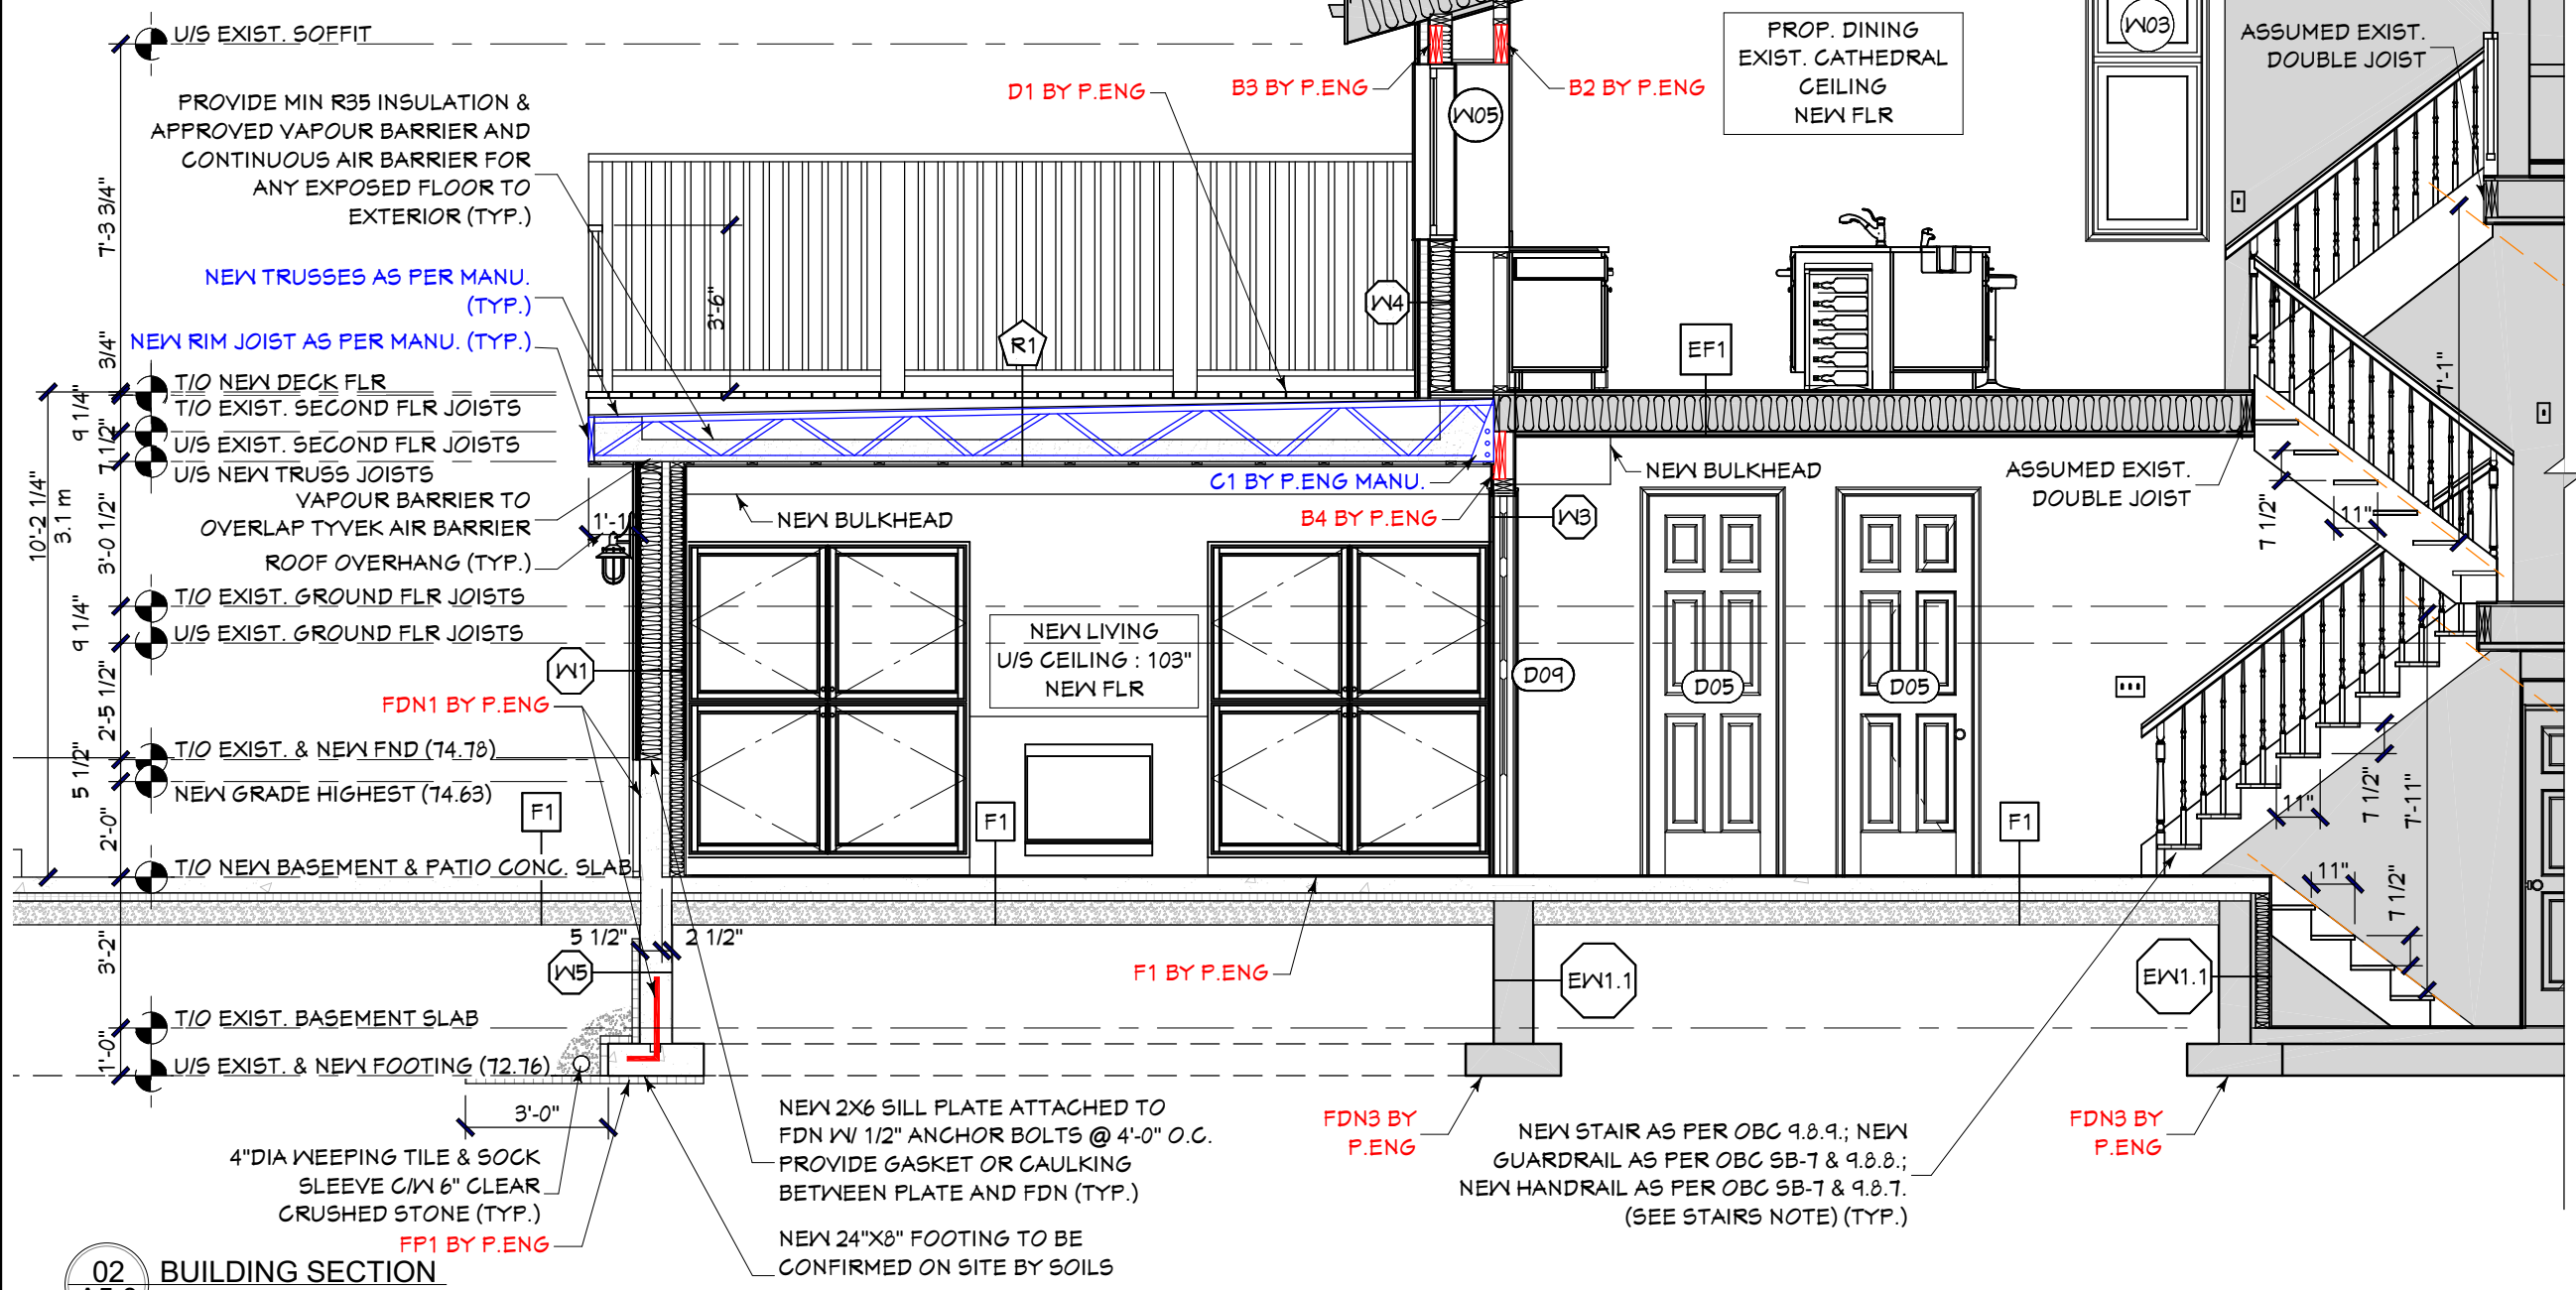 U/S EXIST. SOFFIT
PROVIDE MIN R35 INSULATION &
APPROVED VAPOUR BARRIER AND
CONTINUOUS AIR BARRIER FOR
ANY EXPOSED FLOOR TO
EXTERIOR (TYP.)
NEW TRUSSES AS PER MANU.
(TYP.)
NEW RIM JOIST AS PER MANU. (TYP.)
T/O NEW DECK FLR
T/O EXIST. SECOND FLR JOISTS
U/S EXIST. SECOND FLR JOISTS
U/S NEW TRUSS JOISTS
VAPOUR BARRIER TO
OVERLAP TYVEK AIR BARRIER
ROOF OVERHANG (TYP.)
T/O EXIST. GROUND FLR JOISTS
U/S EXIST. GROUND FLR JOISTS
FDN1 BY P.ENG
T/O EXIST. & NEW FND (74.78)
NEW GRADE HIGHEST (74.63)
T/O NEW BASEMENT & PATIO CONC. SLAB
T/O EXIST. BASEMENT SLAB
U/S EXIST. & NEW FOOTING (72.76)
7'-3 3/4"
3/4"
9 1/4"
7 1/2"
3'-0 1/2"
9 1/4"
2'-5 1/2"
5 1/2"
2'-0"
3'-2"
1'-0"
10'-2 1/4"
3.1 m
3'-6"
1'-1
D1 BY P.ENG
B3 BY P.ENG
B2 BY P.ENG
W05
PROP. DINING
EXIST. CATHEDRAL
CEILING
NEW FLR
W03
ASSUMED EXIST.
DOUBLE JOIST
W4
R1
EF1
C1 BY P.ENG MANU.
B4 BY P.ENG
NEW BULKHEAD
NEW BULKHEAD
W3
ASSUMED EXIST.
DOUBLE JOIST
7'-1"
7 1/2"
11"
W1
NEW LIVING
U/S CEILING : 103"
NEW FLR
D09
D05
D05
F1
F1
F1
11"
7 1/2"
7'-11"
11"
7 1/2"
5 1/2"
2 1/2"
W5
F1 BY P.ENG
EW1.1
EW1.1
3'-0"
4"DIA WEEPING TILE & SOCK
SLEEVE C/W 6" CLEAR
CRUSHED STONE (TYP.)
FP1 BY P.ENG
NEW 2X6 SILL PLATE ATTACHED TO
FDN W/ 1/2" ANCHOR BOLTS @ 4'-0" O.C.
PROVIDE GASKET OR CAULKING
BETWEEN PLATE AND FDN (TYP.)
NEW 24"X8" FOOTING TO BE
CONFIRMED ON SITE BY SOILS
FDN3 BY
P.ENG
NEW STAIR AS PER OBC 9.8.9.; NEW
GUARDRAIL AS PER OBC SB-7 & 9.8.8.;
NEW HANDRAIL AS PER OBC SB-7 & 9.8.7.
(SEE STAIRS NOTE) (TYP.)
FDN3 BY
P.ENG
02
BUILDING SECTION